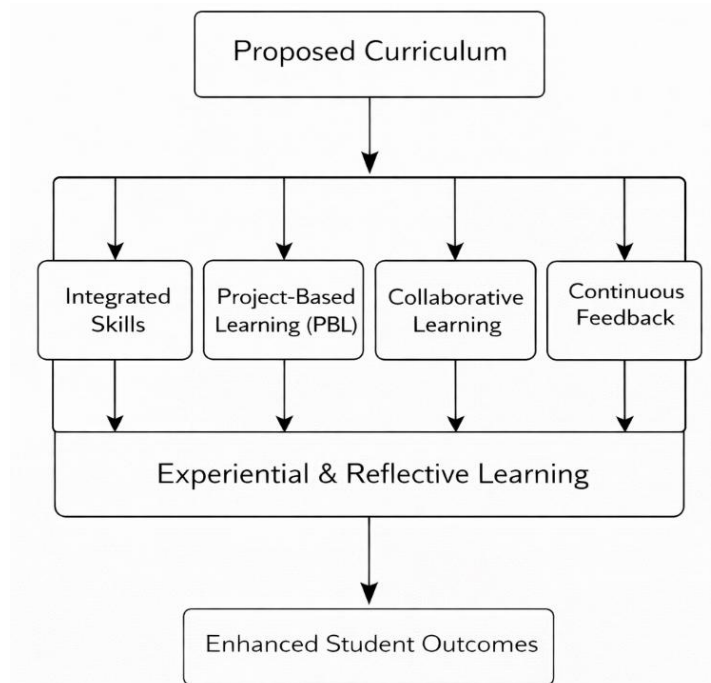 Proposed Curriculum
Integrated
Skills
Project-Based
Learning (PBL)
Collaborative
Learning
Continuous
Feedback
Experiential & Reflective Learning
Enhanced Student Outcomes